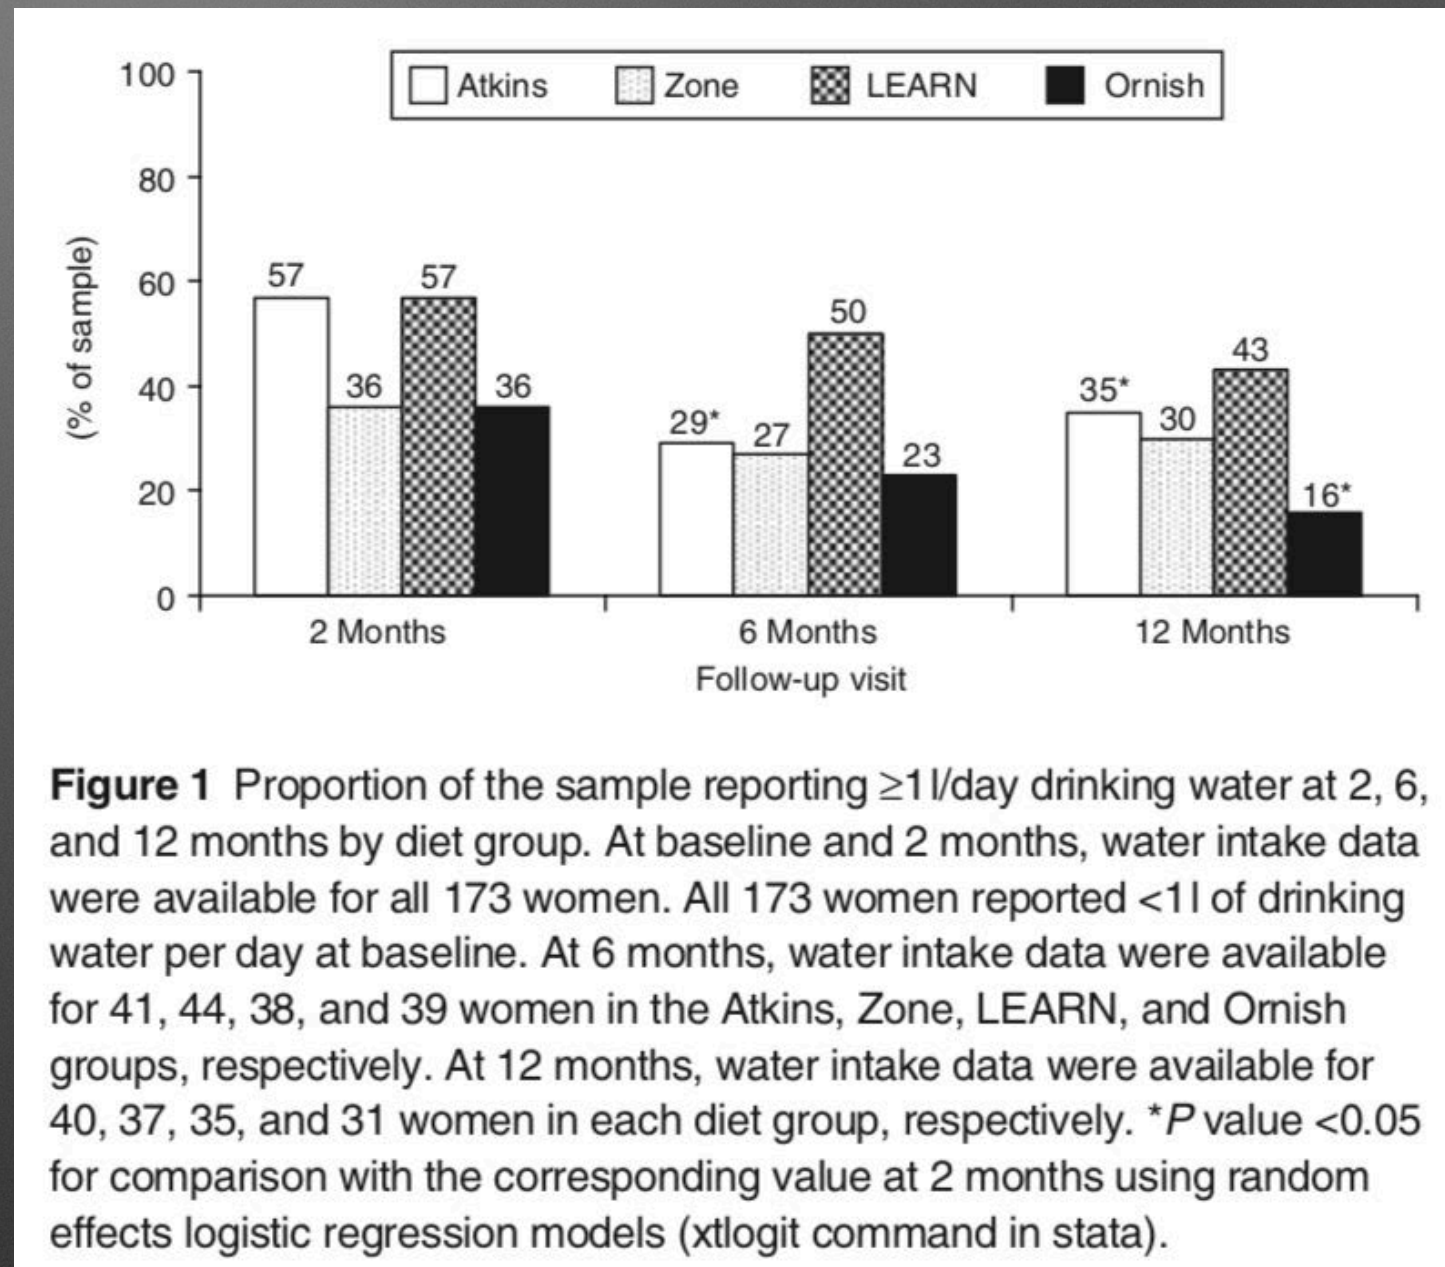 Atkins Zone LEARN Ornish
100
80
60
40
20
0
(% of sample)
57 36 57 36
29* 27 50 23
35* 30 43 16*
2 Months 6 Months 12 Months
Follow-up visit
Figure 1 Proportion of the sample reporting ≥1 l/day drinking water at 2, 6,
and 12 months by diet group. At baseline and 2 months, water intake data
were available for all 173 women. All 173 women reported <1 l of drinking
water per day at baseline. At 6 months, water intake data were available
for 41, 44, 38, and 39 women in the Atkins, Zone, LEARN, and Ornish
groups, respectively. At 12 months, water intake data were available for
40, 37, 35, and 31 women in each diet group, respectively. *P value <0.05
for comparison with the corresponding value at 2 months using random
effects logistic regression models (xtlogit command in stata).